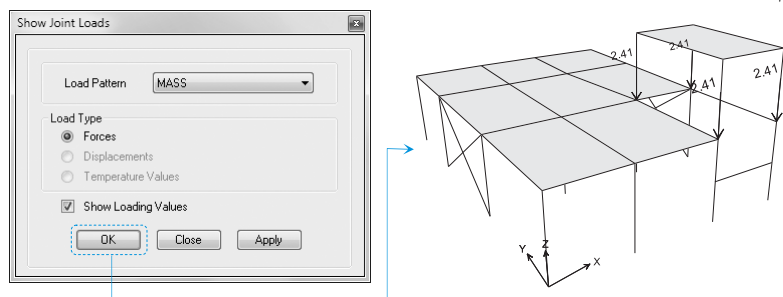 Show Joint Loads
Load Pattern MASS
Load Type
Forces
Displacements
Temperature Values
Show Loading Values
OK Close Apply
2.41
2.41
2.41
2.41
Y Z X